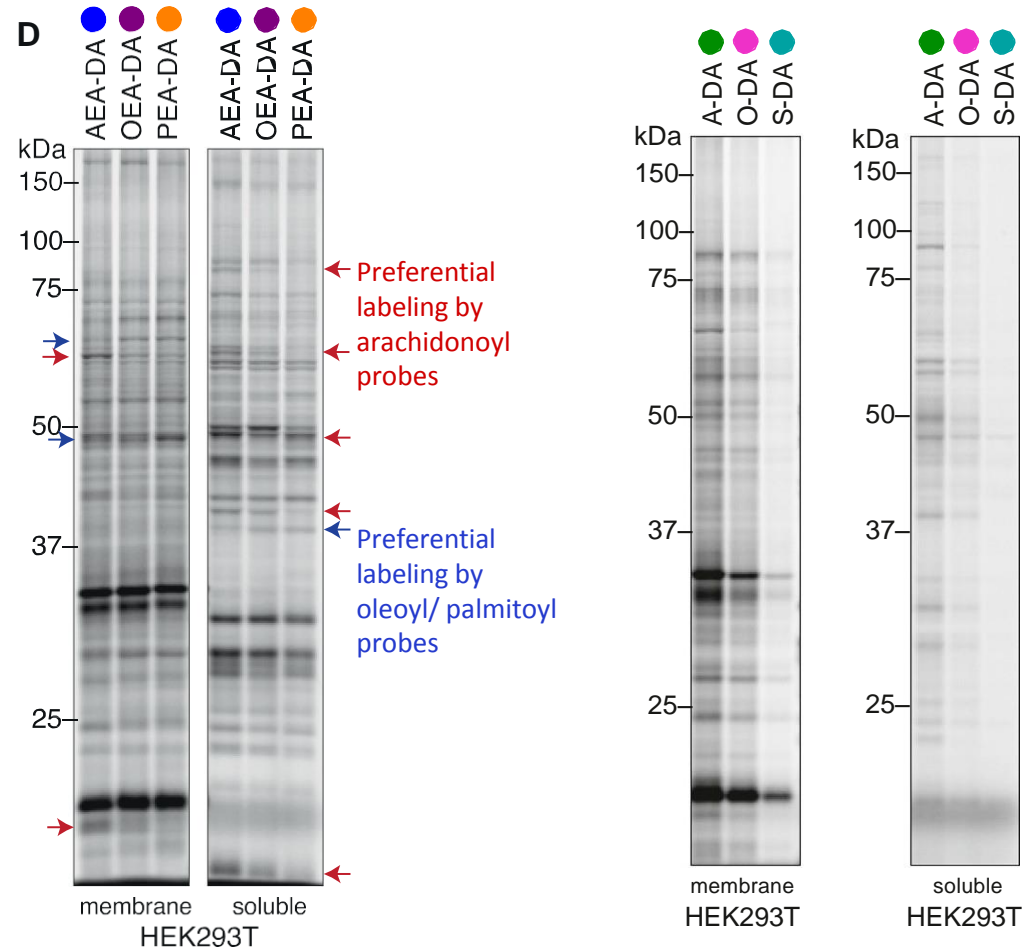 D
AEA-DA
OEA-DA
PEA-DA
AEA-DA
OEA-DA
PEA-DA
kDa
150
100
75
50
37
25
Preferential
labeling by
arachidonoyl
probes
Preferential
labeling by
oleoyl/ palmitoyl
probes
membrane
soluble
HEK293T
A-DA
O-DA
S-DA
kDa
150
100
75
50
37
25
membrane
HEK293T
A-DA
O-DA
S-DA
kDa
150
100
75
50
37
25
soluble
HEK293T